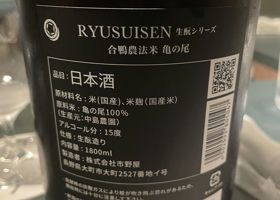 RYUSUISEN 生酛シリーズ
合鴨農法米 亀の尾
品目: 日本酒
原材料名：米(国産)、米麹(国産米)
原料米：亀の尾100%
(生産元：中島農園)
アルコール分：15度
仕様：生酛造り
内容量：1800ml
製造者：株式会社市野屋
長野県大町市大町2527番地イ号